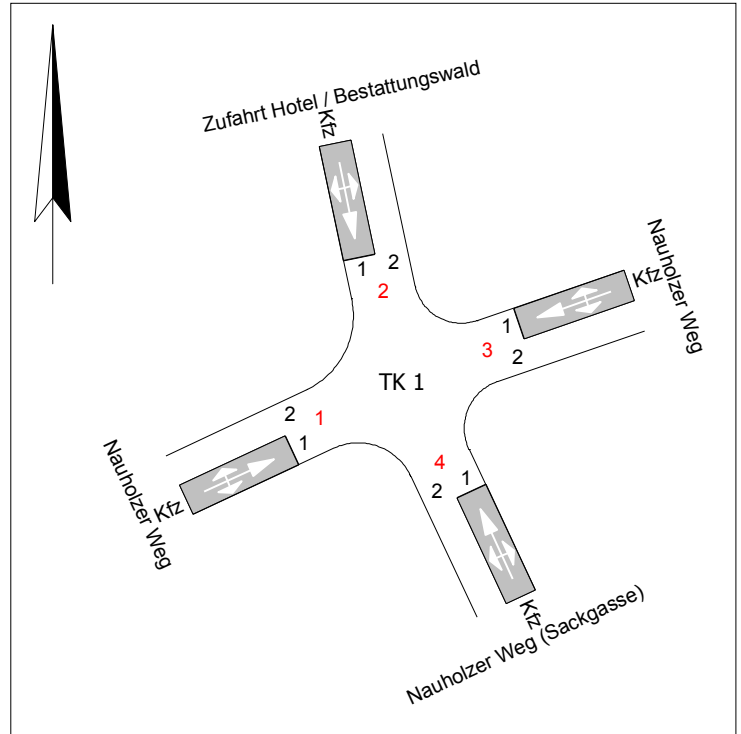 Zufahrt Hotel / Bestattungswald
Kfz
1 2
2
Nauholzer Weg
Kfz
1
3
2
TK 1
2 1
1
Nauholzer Weg
Kfz
4
2 1
Kfz
Nauholzer Weg (Sackgasse)